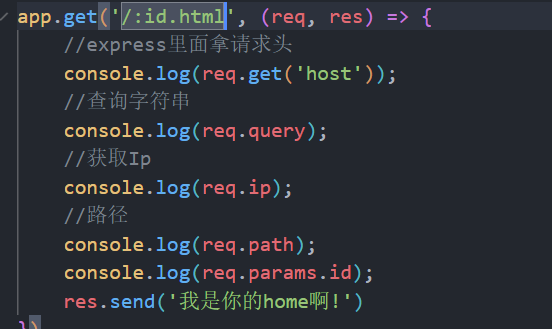 app.get('/:id.html', (req, res) => {
//express里面拿请求头
console.log(req.get('host'));
//查询字符串
console.log(req.query);
//获取Ip
console.log(req.ip);
//路径
console.log(req.path);
console.log(req.params.id);
res.send('我是你的home啊!')
})